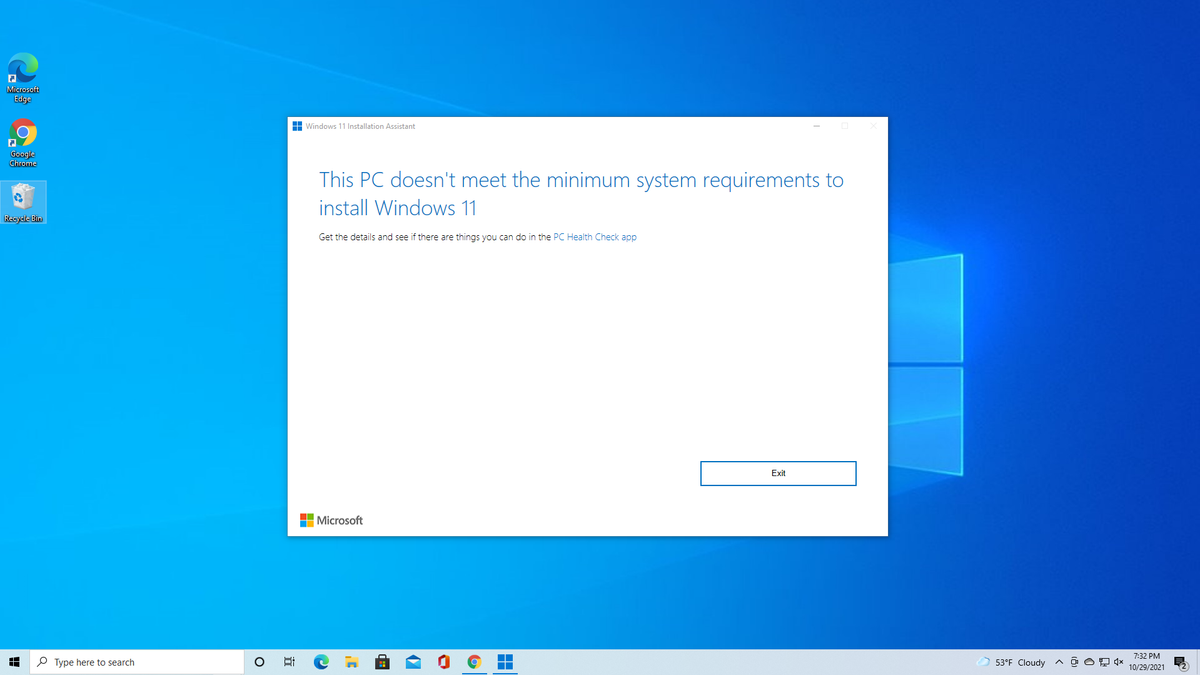 Microsoft
Edge
Google
Chrome
Recycle Bin
Windows 11 Installation Assistant
This PC doesn't meet the minimum system requirements to
install Windows 11
Get the details and see if there are things you can do in the PC Health Check app
Exit
Microsoft
Type here to search
53°F Cloudy
7:32 PM
10/29/2021
2